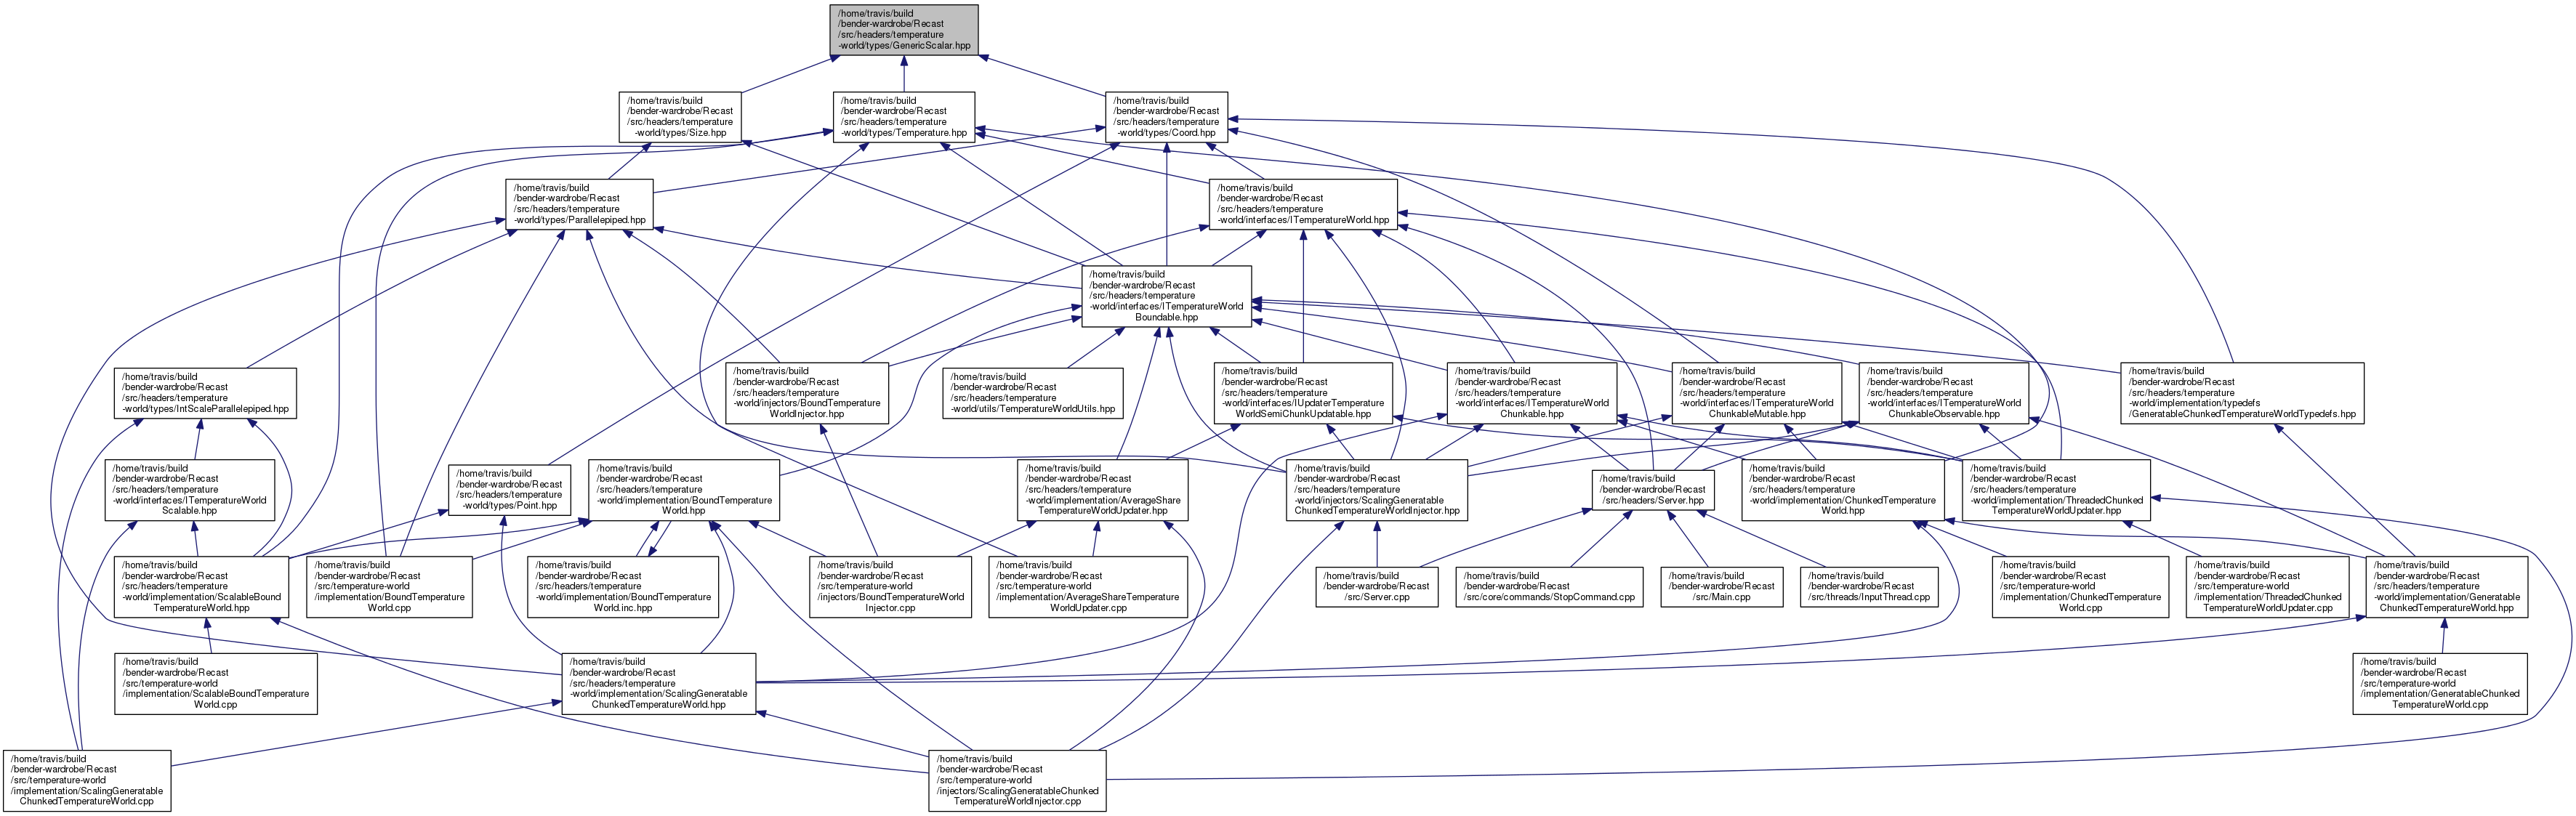 /home/travis/build
/bender-wardrobe/Recast
/src/headers/temperature
-world/types/GenericScalar.hpp
/home/travis/build
/bender-wardrobe/Recast
/src/headers/temperature
-world/types/Size.hpp
/home/travis/build
/bender-wardrobe/Recast
/src/headers/temperature
-world/types/Temperature.hpp
/home/travis/build
/bender-wardrobe/Recast
/src/headers/temperature
-world/types/Coord.hpp
/home/travis/build
/bender-wardrobe/Recast
/src/headers/temperature
-world/types/Parallelepiped.hpp
/home/travis/build
/bender-wardrobe/Recast
/src/headers/temperature
-world/interfaces/ITemperatureWorld.hpp
/home/travis/build
/bender-wardrobe/Recast
/src/headers/temperature
-world/interfaces/ITemperatureWorld
Boundable.hpp
/home/travis/build
/bender-wardrobe/Recast
/src/headers/temperature
-world/types/IntScaleParallelepiped.hpp
/home/travis/build
/bender-wardrobe/Recast
/src/headers/temperature
-world/injectors/BoundTemperature
WorldInjector.hpp
/home/travis/build
/bender-wardrobe/Recast
/src/headers/temperature
-world/utils/TemperatureWorldUtils.hpp
/home/travis/build
/bender-wardrobe/Recast
/src/headers/temperature
-world/interfaces/IUpdaterTemperature
WorldSemiChunkUpdatable.hpp
/home/travis/build
/bender-wardrobe/Recast
/src/headers/temperature
-world/interfaces/ITemperatureWorld
Chunkable.hpp
/home/travis/build
/bender-wardrobe/Recast
/src/headers/temperature
-world/interfaces/ITemperatureWorld
ChunkableMutable.hpp
/home/travis/build
/bender-wardrobe/Recast
/src/headers/temperature
-world/interfaces/ITemperatureWorld
ChunkableObservable.hpp
/home/travis/build
/bender-wardrobe/Recast
/src/headers/temperature
-world/implementation/typedefs
/GeneratableChunkedTemperatureWorldTypedefs.hpp
/home/travis/build
/bender-wardrobe/Recast
/src/headers/temperature
-world/interfaces/ITemperatureWorld
Scalable.hpp
/home/travis/build
/bender-wardrobe/Recast
/src/headers/temperature
-world/types/Point.hpp
/home/travis/build
/bender-wardrobe/Recast
/src/headers/temperature
-world/implementation/BoundTemperature
World.hpp
/home/travis/build
/bender-wardrobe/Recast
/src/headers/temperature
-world/implementation/AverageShare
TemperatureWorldUpdater.hpp
/home/travis/build
/bender-wardrobe/Recast
/src/headers/temperature
-world/injectors/ScalingGeneratable
ChunkedTemperatureWorldInjector.hpp
/home/travis/build
/bender-wardrobe/Recast
/src/headers/Server.hpp
/home/travis/build
/bender-wardrobe/Recast
/src/headers/temperature
-world/implementation/ChunkedTemperature
World.hpp
/home/travis/build
/bender-wardrobe/Recast
/src/headers/temperature
-world/implementation/ThreadedChunked
TemperatureWorldUpdater.hpp
/home/travis/build
/bender-wardrobe/Recast
/src/headers/temperature
-world/implementation/ScalableBound
TemperatureWorld.hpp
/home/travis/build
/bender-wardrobe/Recast
/src/temperature-world
/implementation/BoundTemperature
World.cpp
/home/travis/build
/bender-wardrobe/Recast
/src/headers/temperature
-world/implementation/BoundTemperature
World.inc.hpp
/home/travis/build
/bender-wardrobe/Recast
/src/temperature-world
/injectors/BoundTemperatureWorld
Injector.cpp
/home/travis/build
/bender-wardrobe/Recast
/src/temperature-world
/implementation/AverageShareTemperature
WorldUpdater.cpp
/home/travis/build
/bender-wardrobe/Recast
/src/Server.cpp
/home/travis/build
/bender-wardrobe/Recast
/src/core/commands/StopCommand.cpp
/home/travis/build
/bender-wardrobe/Recast
/src/Main.cpp
/home/travis/build
/bender-wardrobe/Recast
/src/threads/InputThread.cpp
/home/travis/build
/bender-wardrobe/Recast
/src/temperature-world
/implementation/ChunkedTemperature
World.cpp
/home/travis/build
/bender-wardrobe/Recast
/src/temperature-world
/implementation/ThreadedChunked
TemperatureWorldUpdater.cpp
/home/travis/build
/bender-wardrobe/Recast
/src/headers/temperature
-world/implementation/Generatable
ChunkedTemperatureWorld.hpp
/home/travis/build
/bender-wardrobe/Recast
/src/temperature-world
/implementation/ScalableBoundTemperature
World.cpp
/home/travis/build
/bender-wardrobe/Recast
/src/headers/temperature
-world/implementation/ScalingGeneratable
ChunkedTemperatureWorld.hpp
/home/travis/build
/bender-wardrobe/Recast
/src/temperature-world
/implementation/GeneratableChunked
TemperatureWorld.cpp
/home/travis/build
/bender-wardrobe/Recast
/src/temperature-world
/implementation/ScalingGeneratable
ChunkedTemperatureWorld.cpp
/home/travis/build
/bender-wardrobe/Recast
/src/temperature-world
/injectors/ScalingGeneratableChunked
TemperatureWorldInjector.cpp